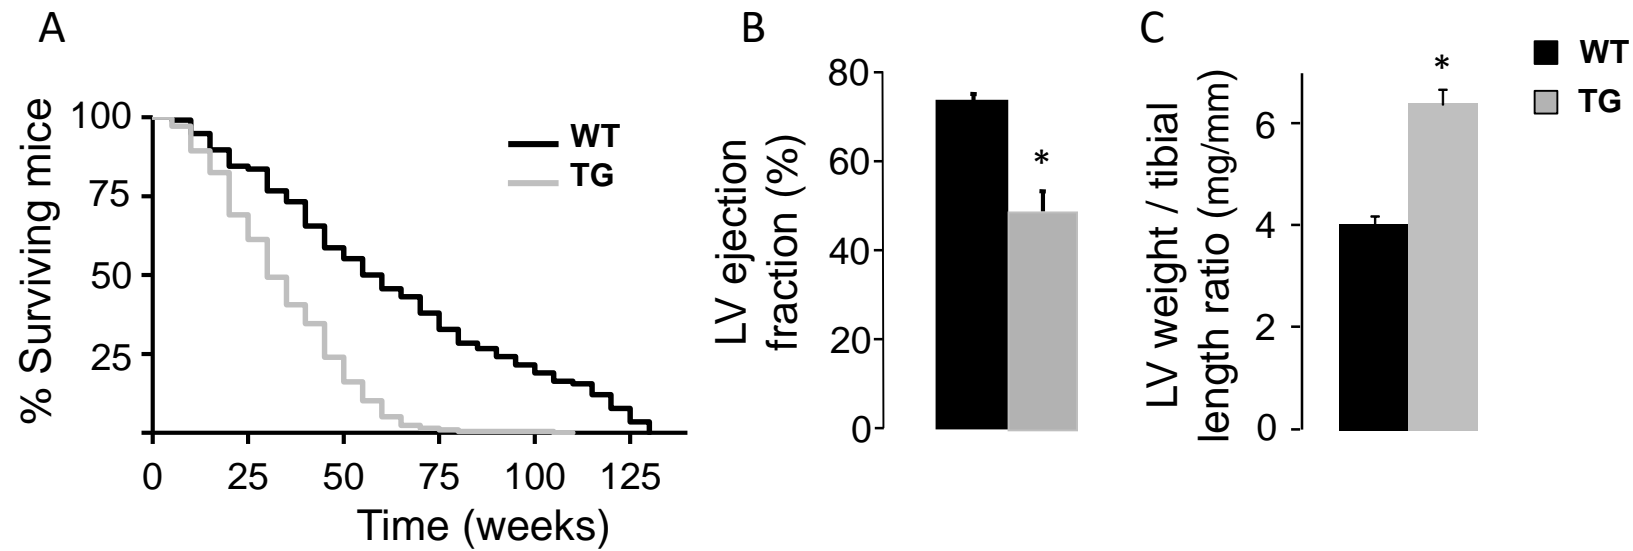 A
% Surviving mice
100
75
50
25
0
25
50
75
100
125
Time (weeks)
WT
TG
B
LV ejection
fraction (%)
80
60
40
20
0
*
C
LV weight / tibial
length ratio (mg/mm)
6
4
2
0
*
WT
TG